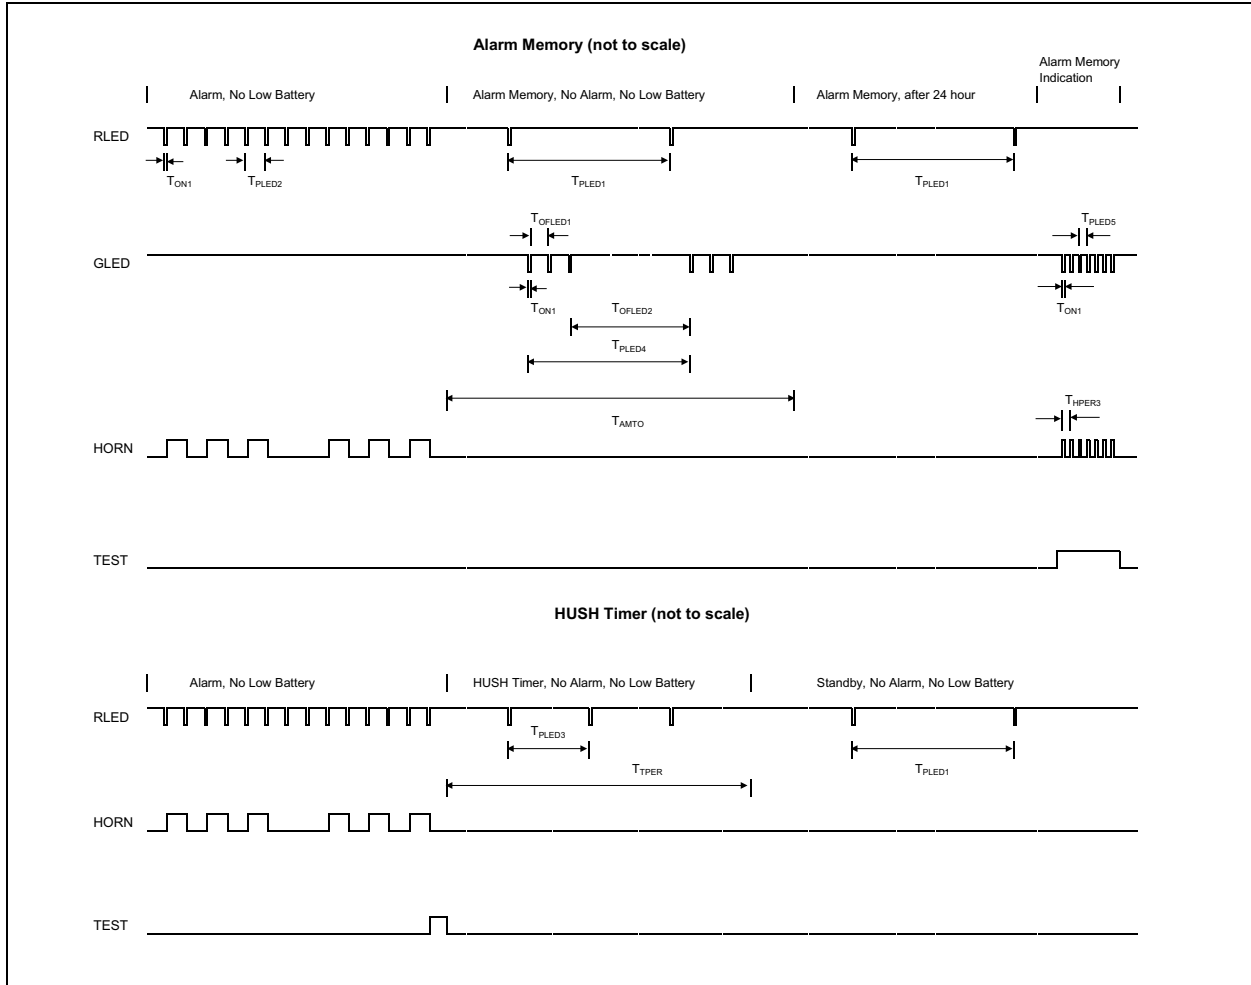 Alarm Memory (not to scale)
Alarm, No Low Battery
Alarm Memory, No Alarm, No Low Battery
Alarm Memory, after 24 hour
Alarm Memory
Indication
RLED
TON1
TPLED2
TPLED1
TPLED1
TOFLED1
TPLED5
GLED
TON1
TOFLED2
TON1
TPLED4
TAMTO
THPER3
HORN
TEST
HUSH Timer (not to scale)
Alarm, No Low Battery
HUSH Timer, No Alarm, No Low Battery
Standby, No Alarm, No Low Battery
RLED
TPLED3
TTPER
TPLED1
HORN
TEST